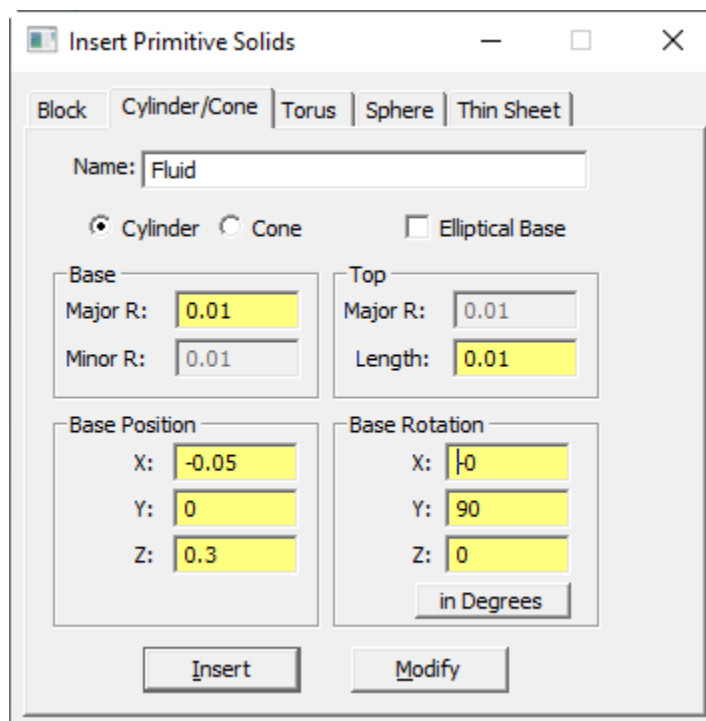 Insert Primitive Solids
Block Cylinder/Cone Torus Sphere Thin Sheet
Name: Fluid
Cylinder Cone Elliptical Base
Base
Major R: 0.01
Minor R: 0.01
Top
Major R: 0.01
Length: 0.01
Base Position
X: -0.05
Y: 0
Z: 0.3
Base Rotation
X: -0
Y: 90
Z: 0
in Degrees
Insert Modify